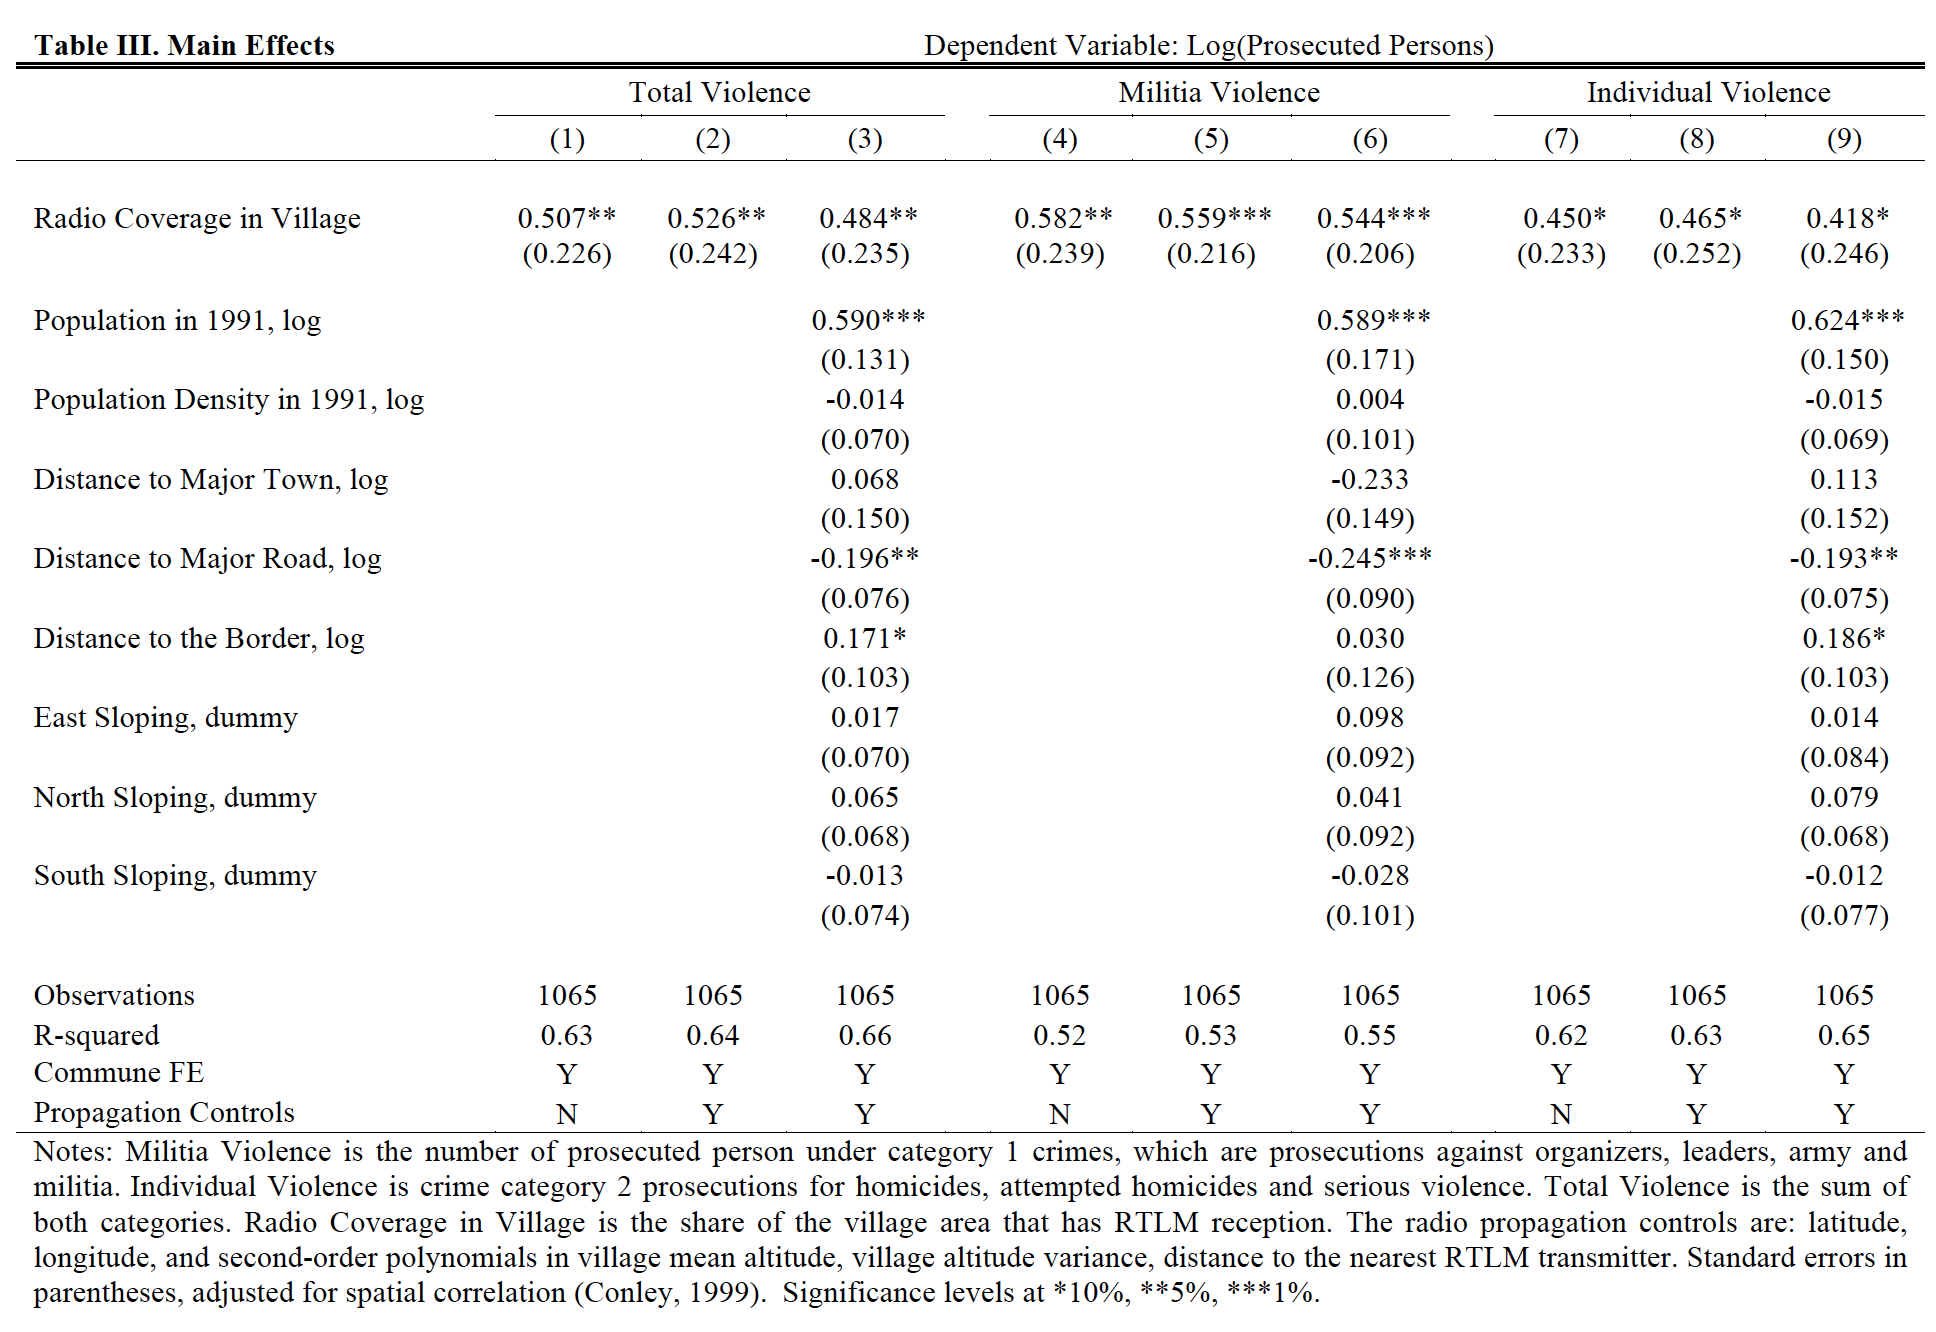 Table III. Main Effects Dependent Variable: Log(Prosecuted Persons)
Total Violence Militia Violence Individual Violence
(1) (2) (3) (4) (5) (6) (7) (8) (9)
Radio Coverage in Village 0.507** 0.526** 0.484** 0.582** 0.559*** 0.544*** 0.450* 0.465* 0.418*
(0.226) (0.242) (0.235) (0.239) (0.216) (0.206) (0.233) (0.252) (0.246)
Population in 1991, log 0.590*** 0.589*** 0.624***
(0.131) (0.171) (0.150)
Population Density in 1991, log -0.014 0.004 -0.015
(0.070) (0.101) (0.069)
Distance to Major Town, log 0.068 -0.233 0.113
(0.150) (0.149) (0.152)
Distance to Major Road, log -0.196** -0.245*** -0.193**
(0.076) (0.090) (0.075)
Distance to the Border, log 0.171* 0.030 0.186*
(0.103) (0.126) (0.103)
East Sloping, dummy 0.017 0.098 0.014
(0.070) (0.092) (0.084)
North Sloping, dummy 0.065 0.041 0.079
(0.068) (0.092) (0.068)
South Sloping, dummy -0.013 -0.028 -0.012
(0.074) (0.101) (0.077)
Observations 1065 1065 1065 1065 1065 1065 1065 1065 1065
R-squared 0.63 0.64 0.66 0.52 0.53 0.55 0.62 0.63 0.65
Commune FE Y Y Y Y Y Y Y Y Y
Propagation Controls N Y Y N Y Y N Y Y
Notes: Militia Violence is the number of prosecuted person under category 1 crimes, which are prosecutions against organizers, leaders, army and
militia. Individual Violence is crime category 2 prosecutions for homicides, attempted homicides and serious violence. Total Violence is the sum of
both categories. Radio Coverage in Village is the share of the village area that has RTLM reception. The radio propagation controls are: latitude,
longitude, and second-order polynomials in village mean altitude, village altitude variance, distance to the nearest RTLM transmitter. Standard errors in
parentheses, adjusted for spatial correlation (Conley, 1999). Significance levels at *10%, **5%, ***1%.